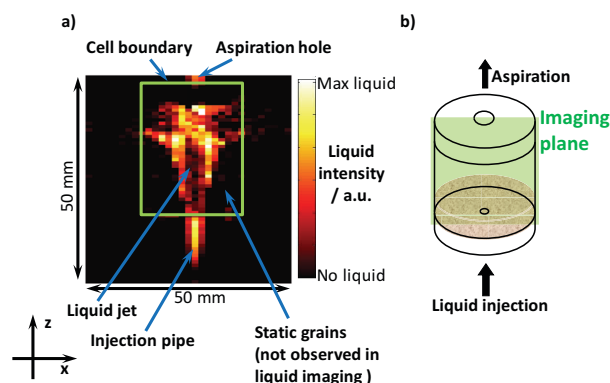 a)
Cell boundary
Aspiration hole
Max liquid
Liquid
intensity
/ a.u.
No liquid
50 mm
50 mm
Liquid jet
Injection pipe
Static grains
(not observed in
liquid imaging )
z
x
b)
Aspiration
Imaging
plane
Liquid injection